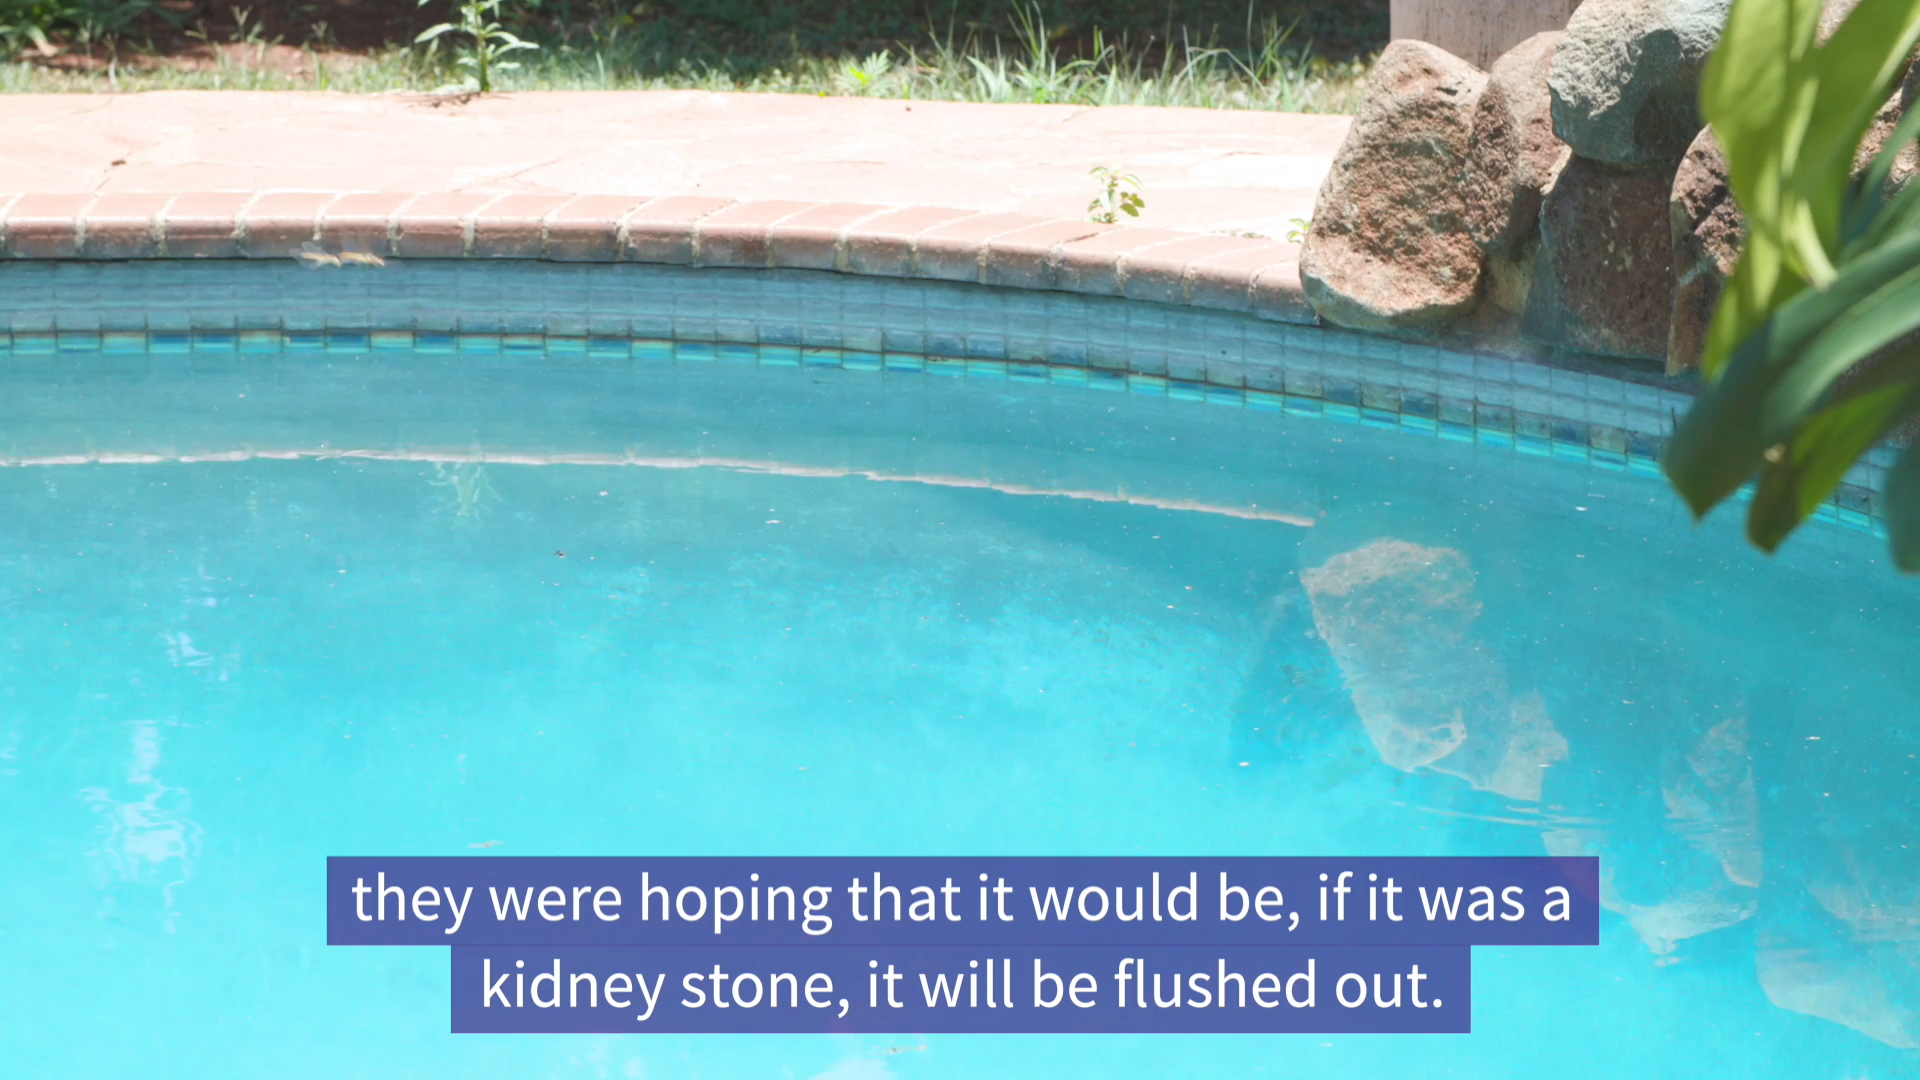 they were hoping that it would be, if it was a
kidney stone, it will be flushed out.